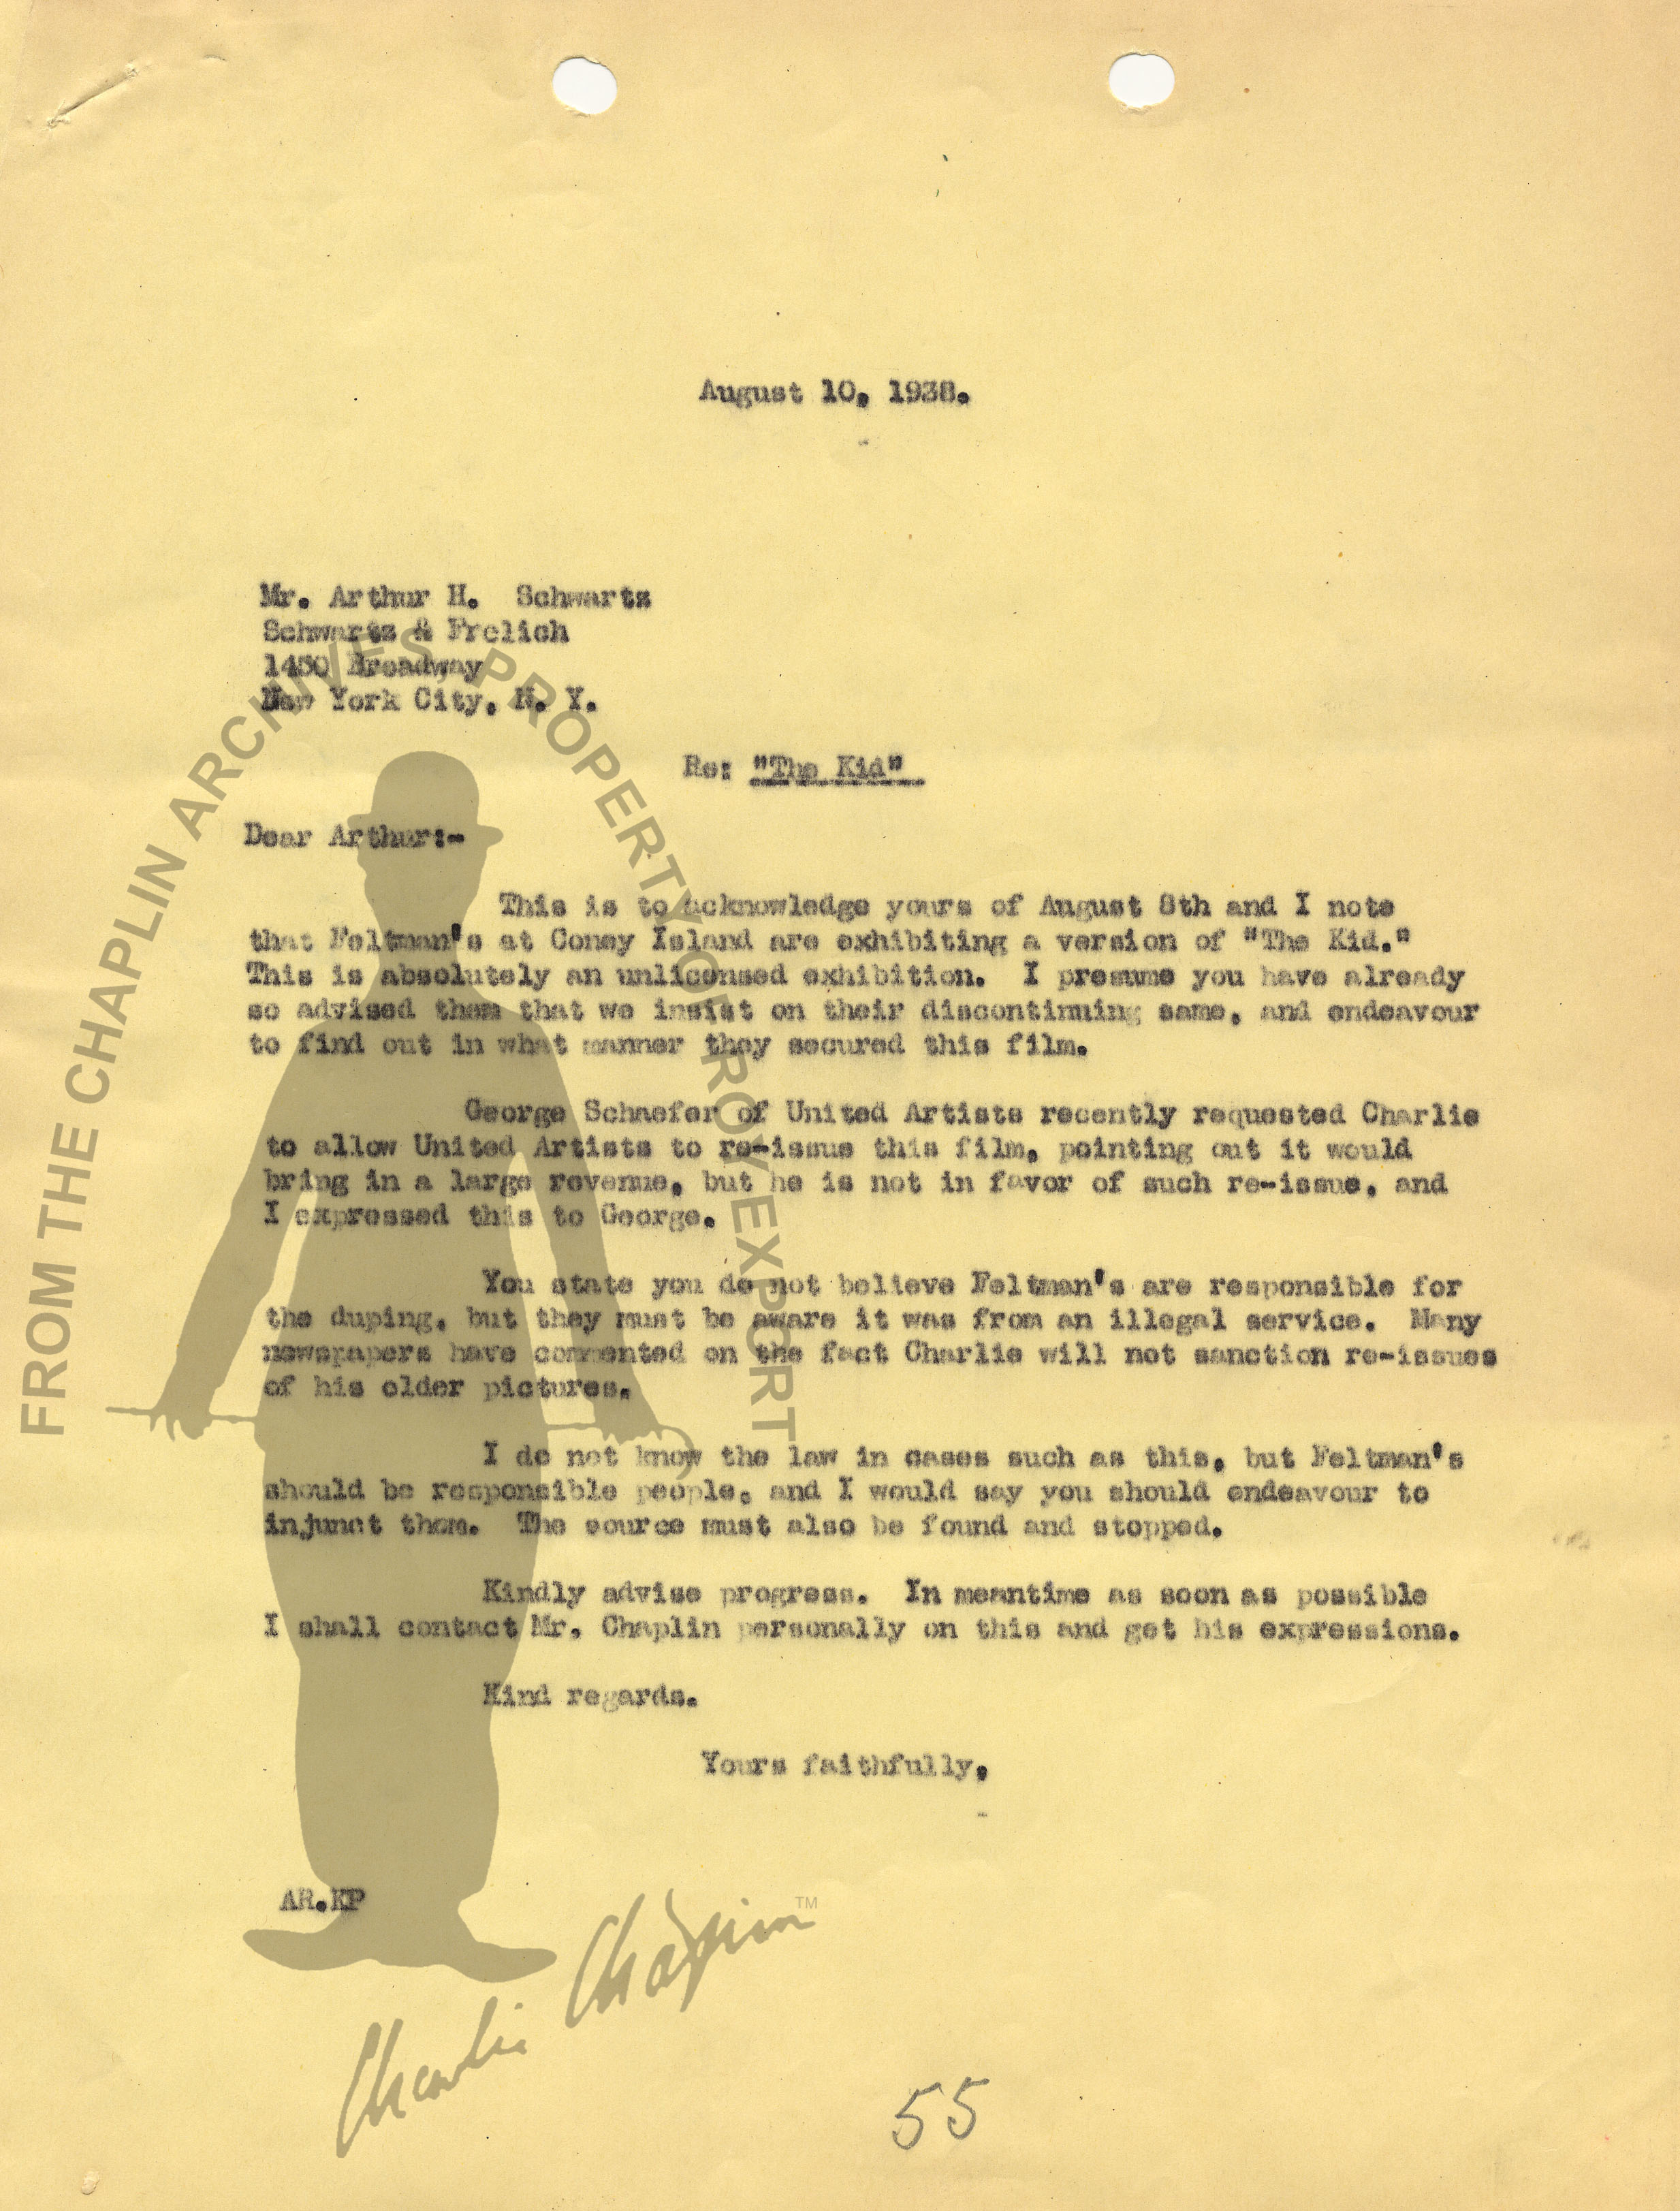 August 10, 1938.
Mr. Arthur H. Schwartz
Schwartz & Frolich
1450 Broadway
New York City, N. Y.
Re: "The Kid"
Dear Arthur:-
This is to acknowledge yours of August 8th and I note
that Feltman's at Coney Island are exhibiting a version of "The Kid."
This is absolutely an unlicensed exhibition. I presume you have already
so advised them that we insist on their discontinuing same, and endeavour
to find out in what manner they secured this film.
George Schaefer of United Artists recently requested Charlie
to allow United Artists to re-issue this film, pointing out it would
bring in a large revenue, but he is not in favor of such re-issue, and
I expressed this to George.
You state you do not believe Feltman's are responsible for
the duping, but they must be aware it was from an illegal service. Many
newspapers have commented on the fact Charlie will not sanction re-issues
of his older pictures.
I do not know the law in cases such as this, but Feltman's
should be responsible people, and I would say you should endeavour to
injunct them. The source must also be found and stopped.
Kindly advise progress. In meantime as soon as possible
I shall contact Mr. Chaplin personally on this and get his expressions.
Kind regards.
Yours faithfully,
AR.KP
55
FROM THE CHAPLIN ARCHIVES PROPERTY OF ROY EXPORT
Charlie Chaplin TM